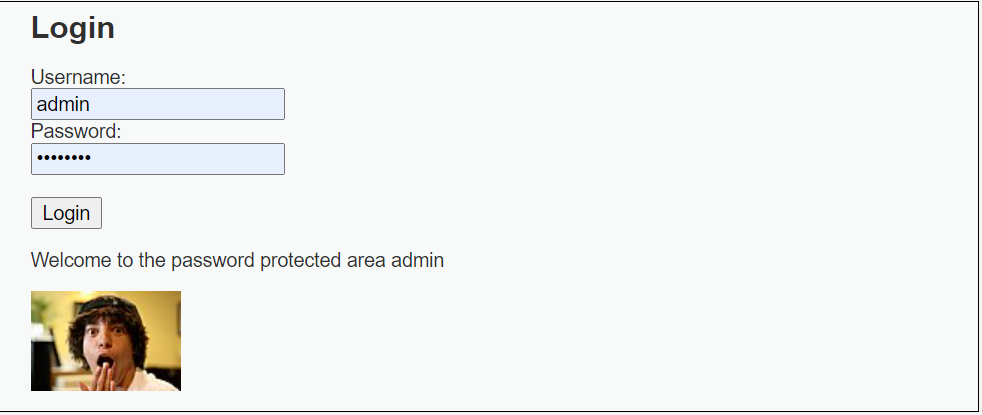 Login
Username:
admin
Password:
••••••••
Login
Welcome to the password protected area admin